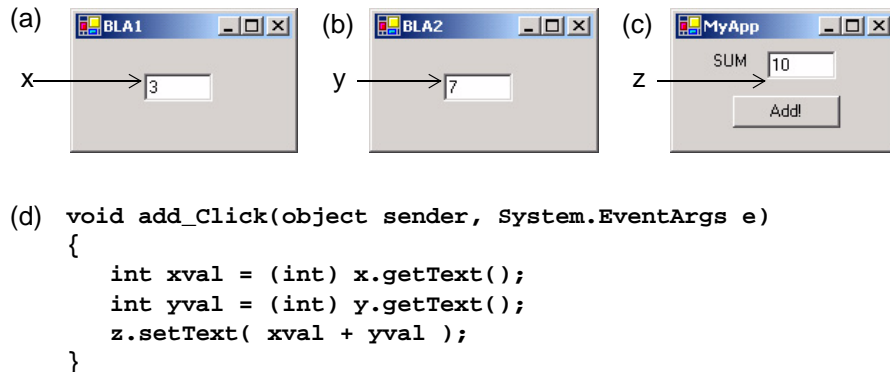 (a) BLA1
x 3
(b) BLA2
y 7
(c) MyApp
SUM 10
z
Add!
(d) void add_Click(object sender, System.EventArgs e)
{
int xval = (int) x.getText();
int yval = (int) y.getText();
z.setText( xval + yval );
}